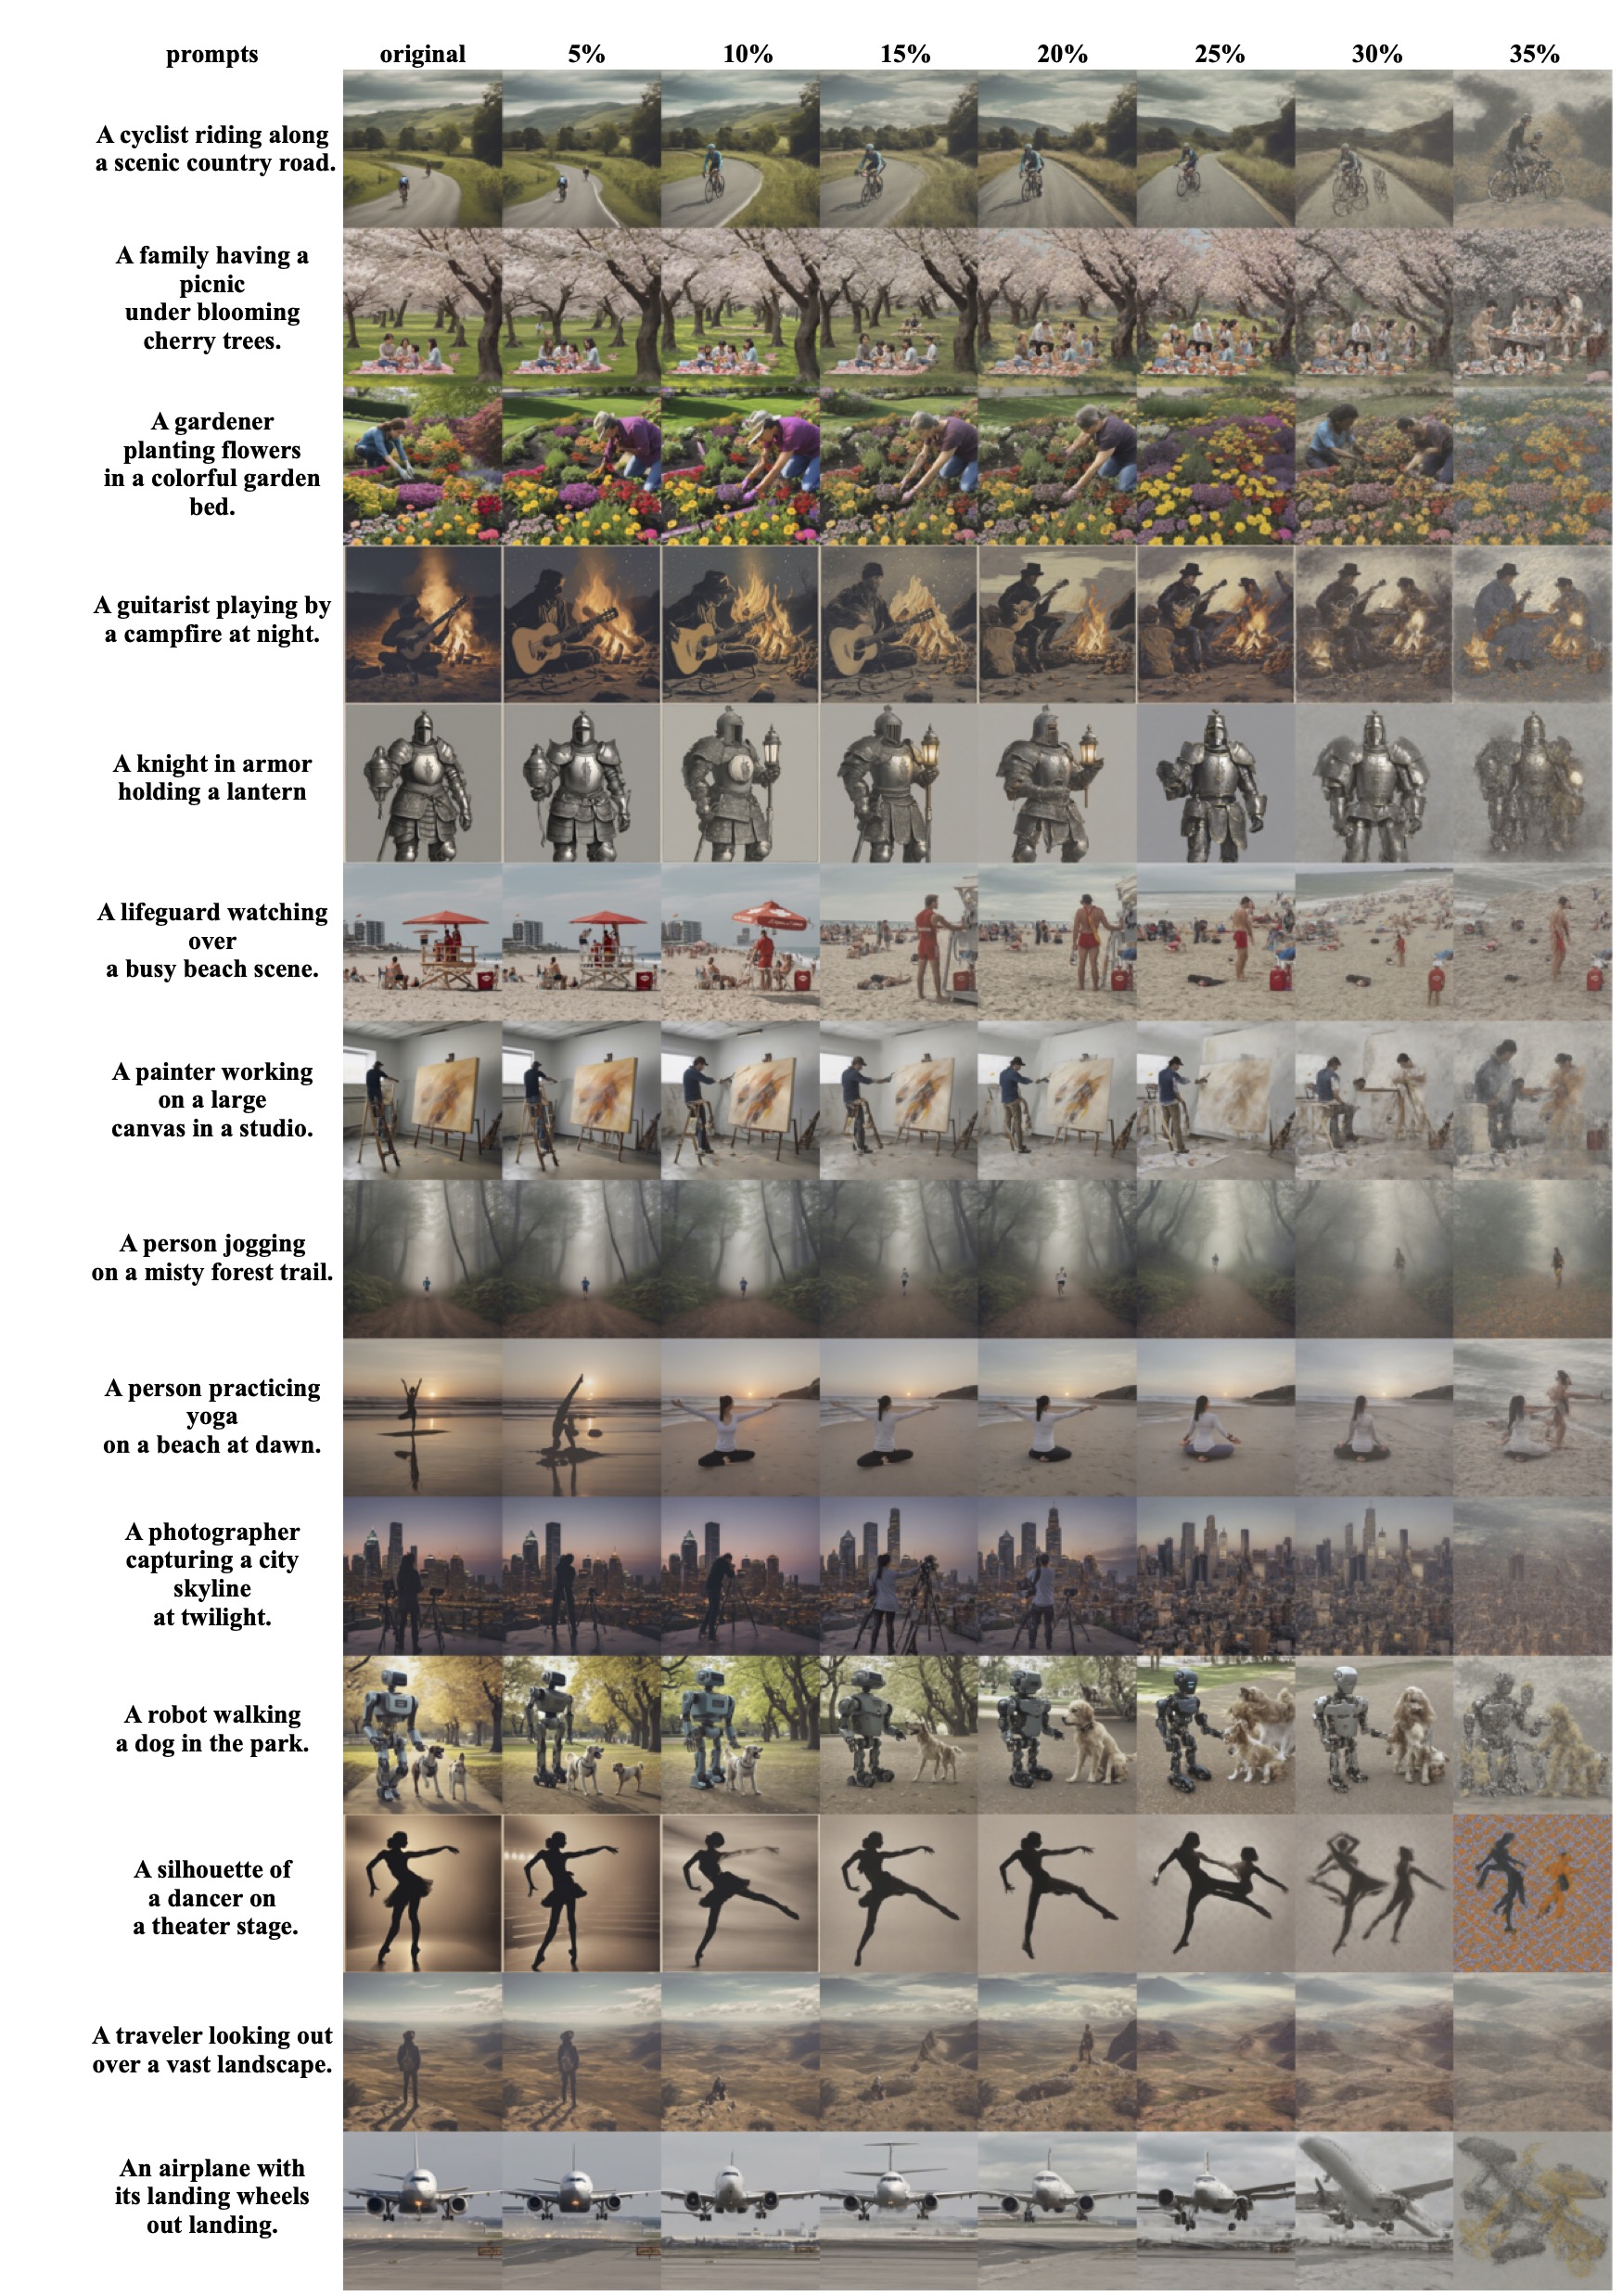 prompts original 5% 10% 15% 20% 25% 30% 35%
A cyclist riding along
a scenic country road.
A family having a
picnic
under blooming
cherry trees.
A gardener
planting flowers
in a colorful garden
bed.
A guitarist playing by
a campfire at night.
A knight in armor
holding a lantern
A lifeguard watching
over
a busy beach scene.
A painter working
on a large
canvas in a studio.
A person jogging
on a misty forest trail.
A person practicing
yoga
on a beach at dawn.
A photographer
capturing a city
skyline
at twilight.
A robot walking
a dog in the park.
A silhouette of
a dancer on
a theater stage.
A traveler looking out
over a vast landscape.
An airplane with
its landing wheels
out landing.